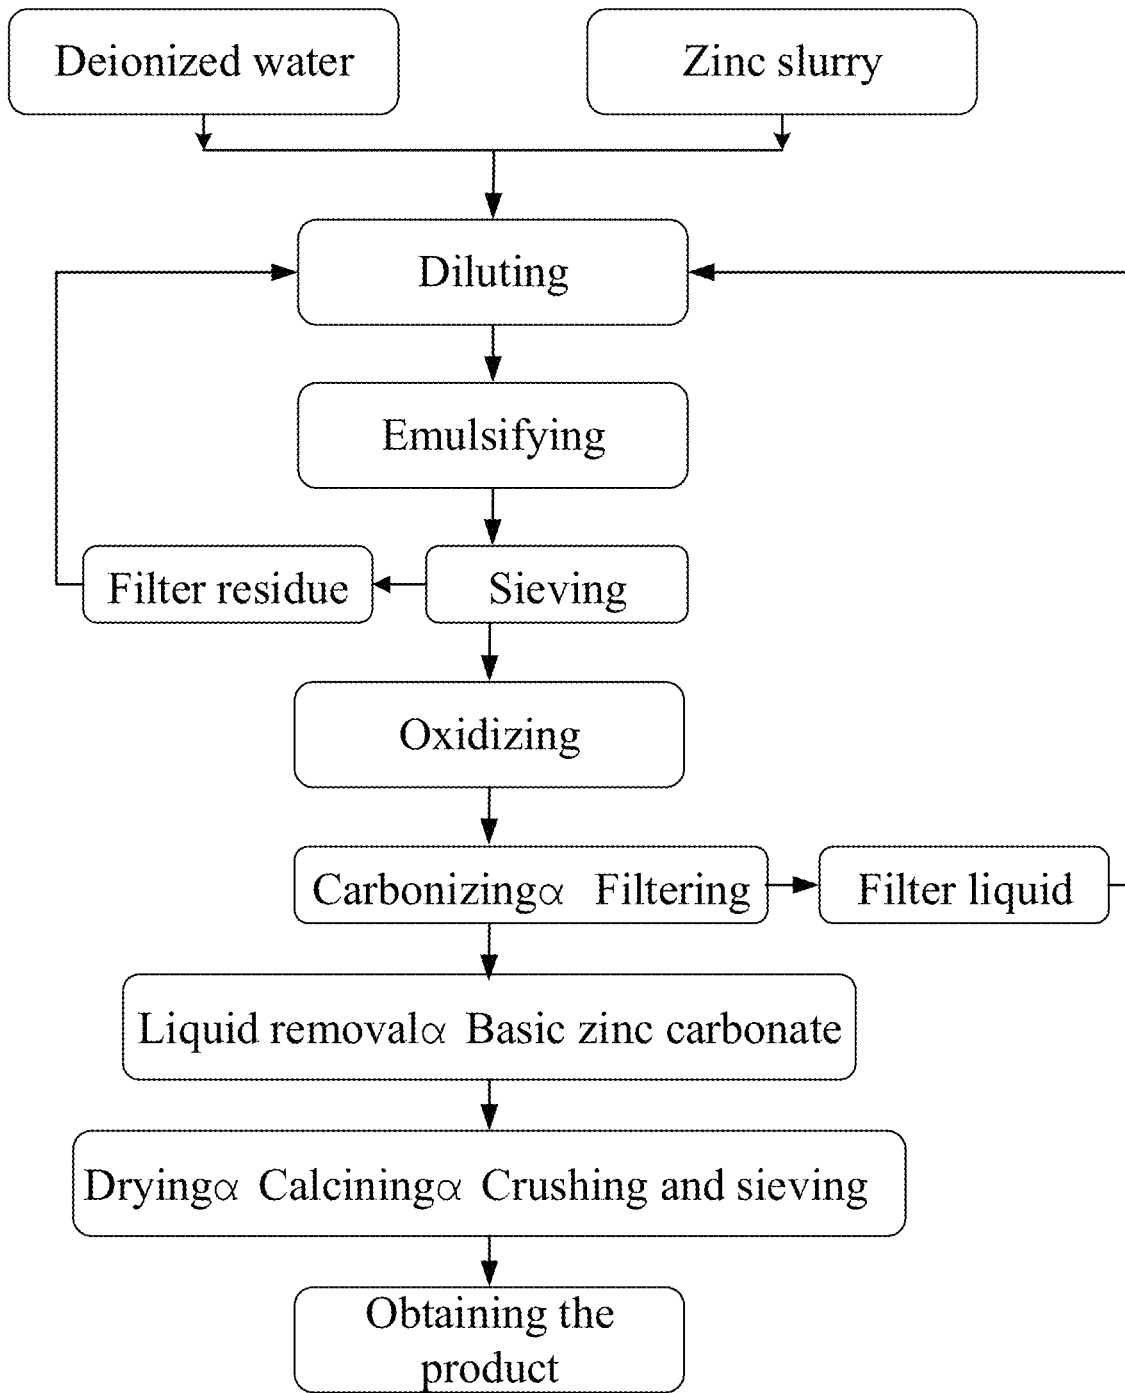 Deionized water
Zinc slurry
Diluting
Emulsifying
Filter residue
Sieving
Oxidizing
Carbonizingα Filtering
Filter liquid
Liquid removalα Basic zinc carbonate
Dryingα Calciningα Crushing and sieving
Obtaining the
product